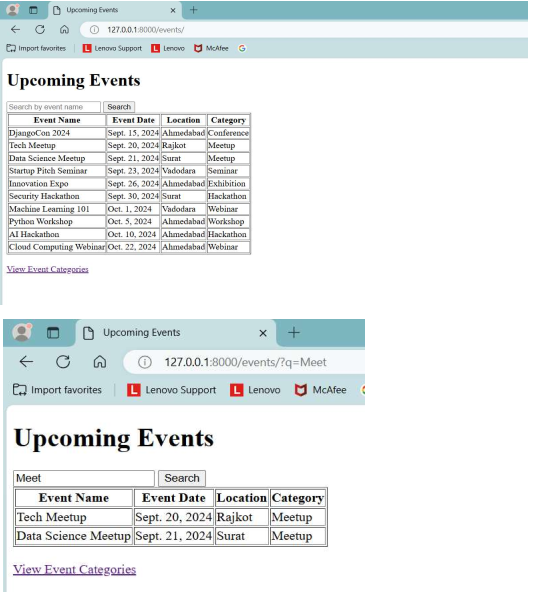 Upcoming Events
127.0.0.1:8000/events/
Import favorites Lenovo Support Lenovo McAfee
Upcoming Events
Search by event name Search
Event Name Event Date Location Category
DjangoCon 2024 Sept. 15, 2024 Ahmedabad Conference
Tech Meetup Sept. 20, 2024 Rajkot Meetup
Data Science Meetup Sept. 21, 2024 Surat Meetup
Startup Pitch Seminar Sept. 23, 2024 Vadodara Seminar
Innovation Expo Sept. 26, 2024 Ahmedabad Exhibition
Security Hackathon Sept. 30, 2024 Surat Hackathon
Machine Learning 101 Oct. 1, 2024 Vadodara Webinar
Python Workshop Oct. 5, 2024 Ahmedabad Workshop
AI Hackathon Oct. 10, 2024 Ahmedabad Hackathon
Cloud Computing Webinar Oct. 22, 2024 Ahmedabad Webinar
View Event Categories
Upcoming Events
127.0.0.1:8000/events/?q=Meet
Import favorites Lenovo Support Lenovo McAfee
Upcoming Events
Meet Search
Event Name Event Date Location Category
Tech Meetup Sept. 20, 2024 Rajkot Meetup
Data Science Meetup Sept. 21, 2024 Surat Meetup
View Event Categories